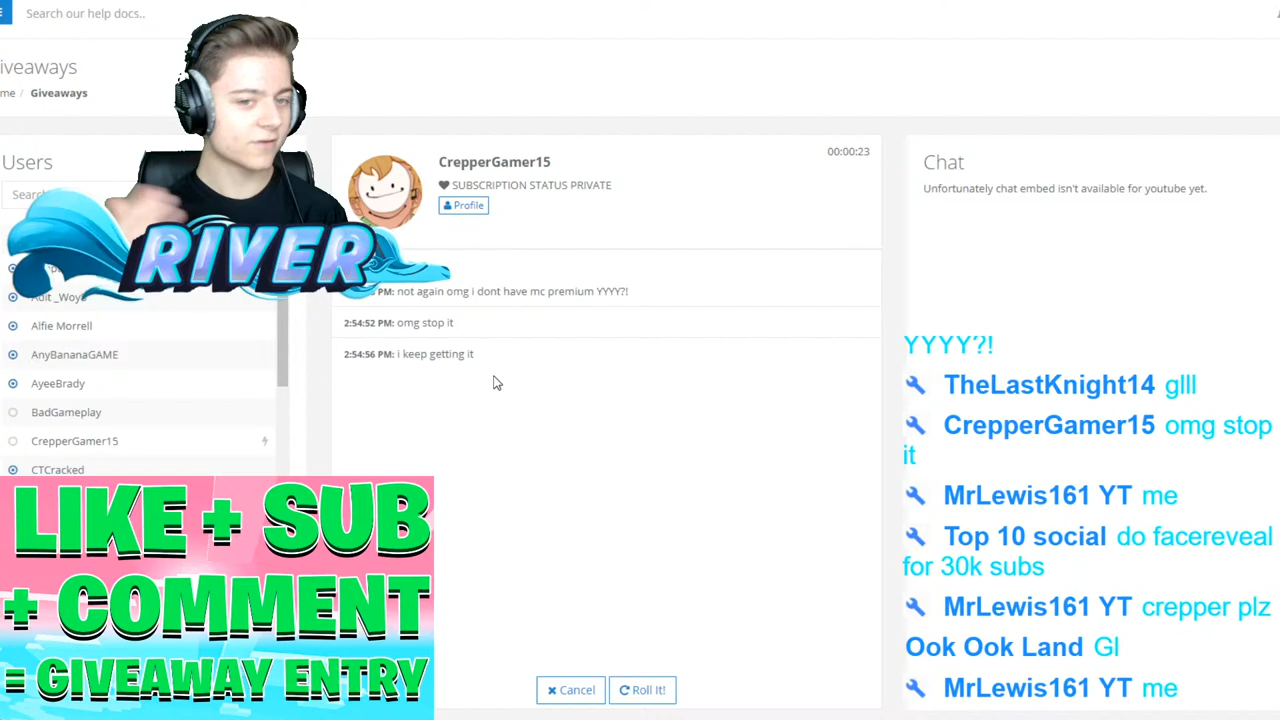 Search our help docs..
iveaways
me / Giveaways
Users
Sear
Adit _Woya
Alfie Morrell
AnyBananaGAME
AyeeBrady
BadGameplay
CrepperGamer15
CTCracked
RIVER
LIKE + SUB
+ COMMENT
= GIVEAWAY ENTRY
CrepperGamer15
00:00:23
SUBSCRIPTION STATUS PRIVATE
Profile
PM: not again omg i dont have mc premium YYYY?!
2:54:52 PM: omg stop it
2:54:56 PM: i keep getting it
Cancel
Roll It!
Chat
Unfortunately chat embed isn't available for youtube yet.
YYYY?!
TheLastKnight14 glll
CrepperGamer15 omg stop
it
MrLewis161 YT me
Top 10 social do facereveal
for 30k subs
MrLewis161 YT crepper plz
Ook Ook Land Gl
MrLewis161 YT me